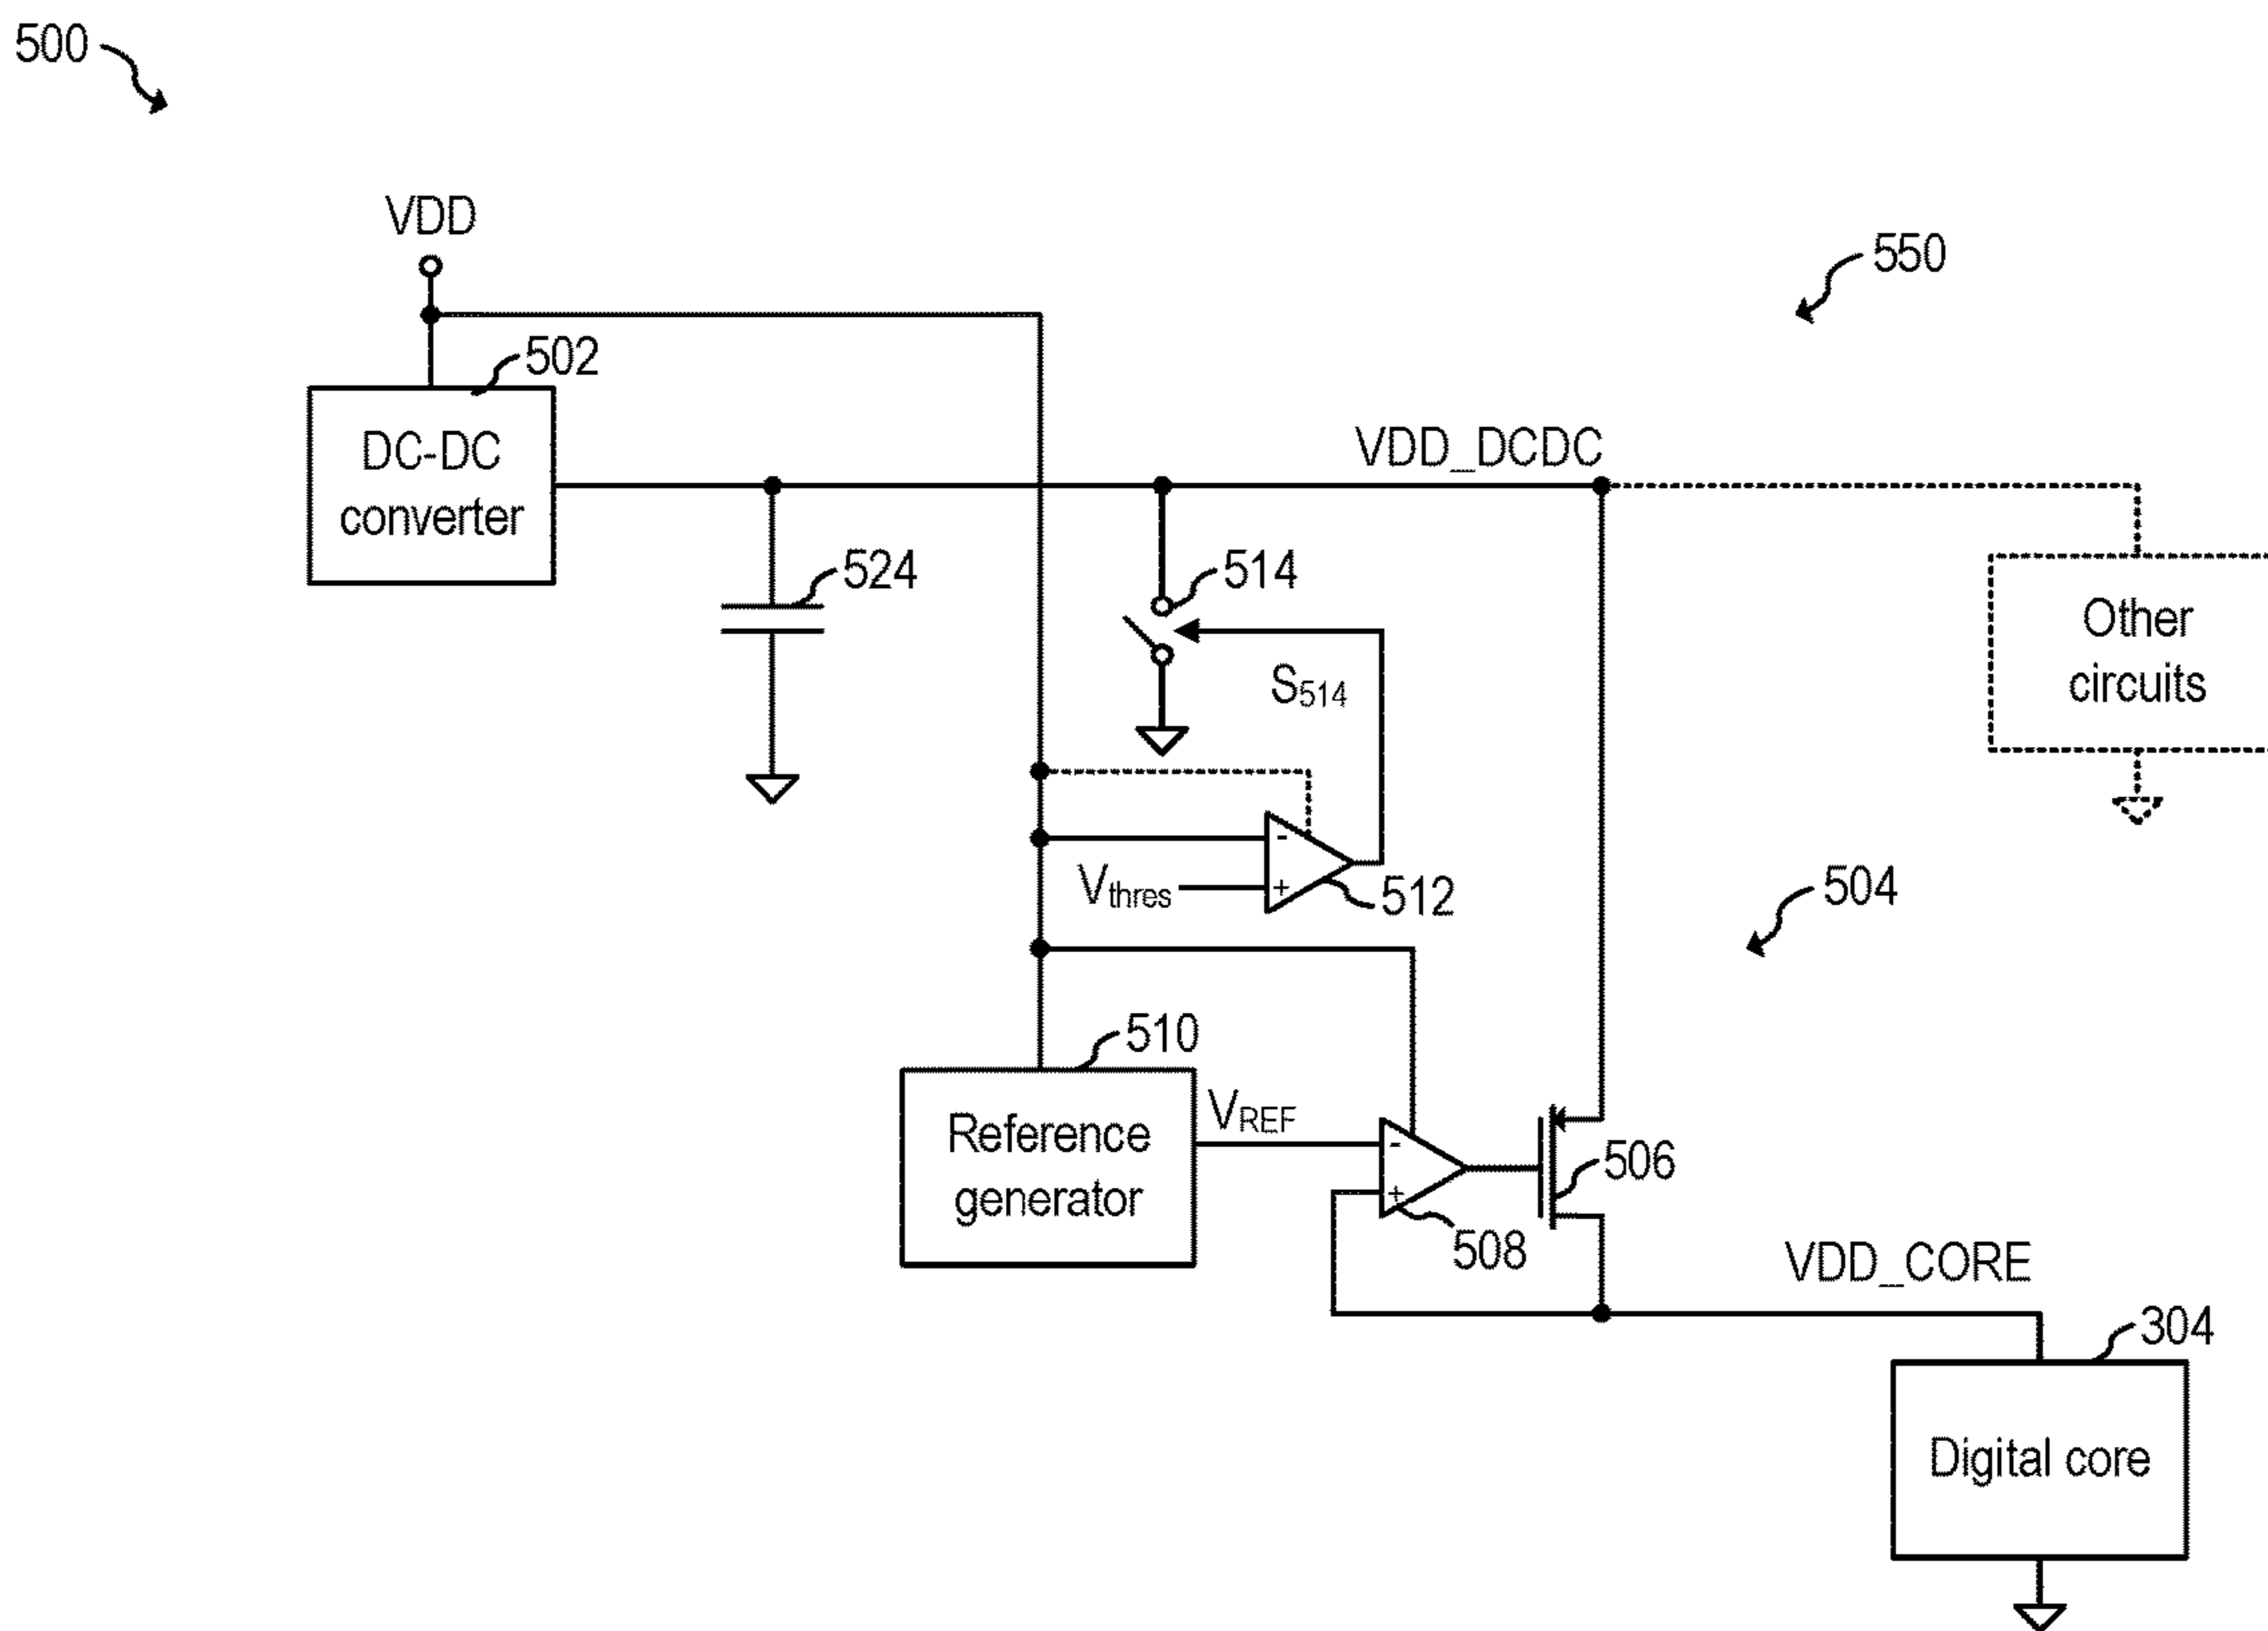 500
VDD
550
502
DC-DC
converter
VDD_DCDC
524
514
S514
Other
circuits
-
Vthres
+
512
504
510
Reference
generator
VREF
-
+
506
508
VDD_CORE
304
Digital core